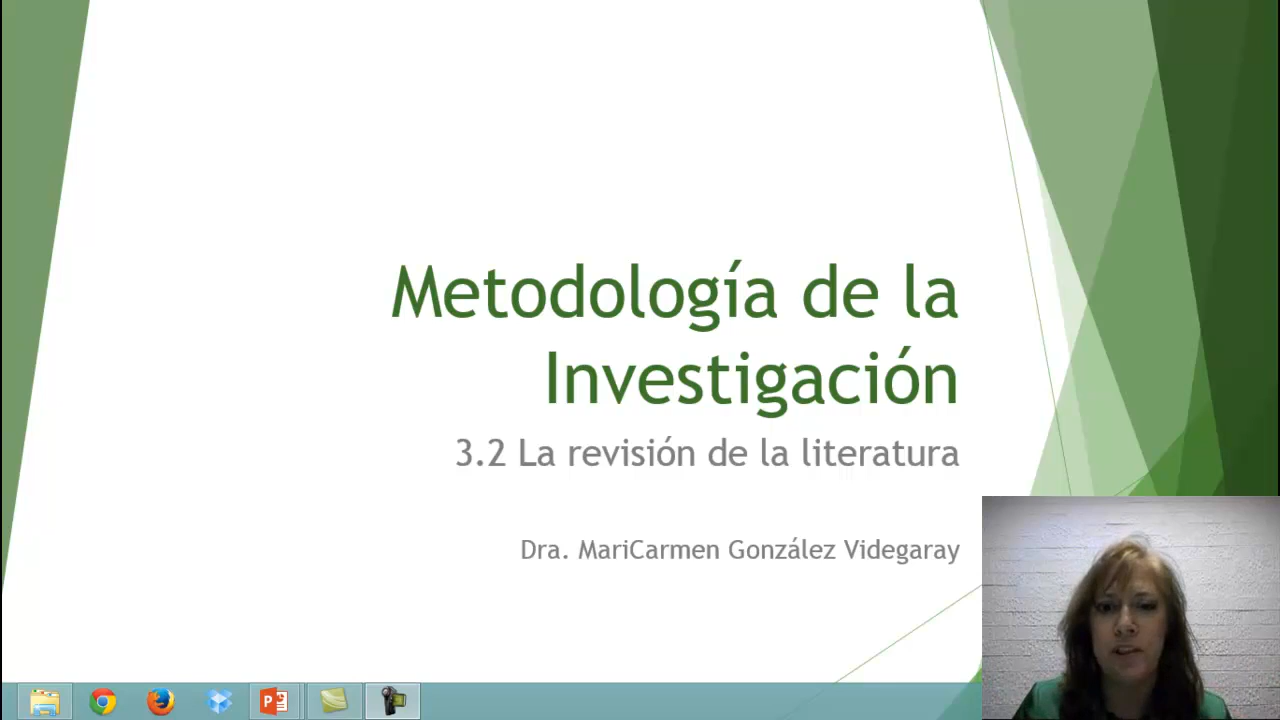 Metodología de la
Investigación
3.2 La revisión de la literatura
Dra. MariCarmen González Videgaray